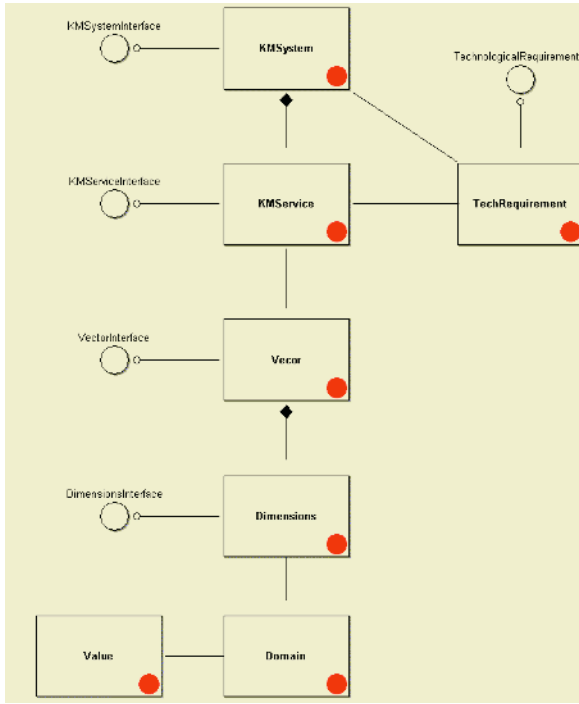 KMSystemInterface
KMSystem
TechnologicalRequirement
KMServiceInterface
KMService
TechRequirement
VectorInterface
Vecor
DimensionsInterface
Dimensions
Value
Domain